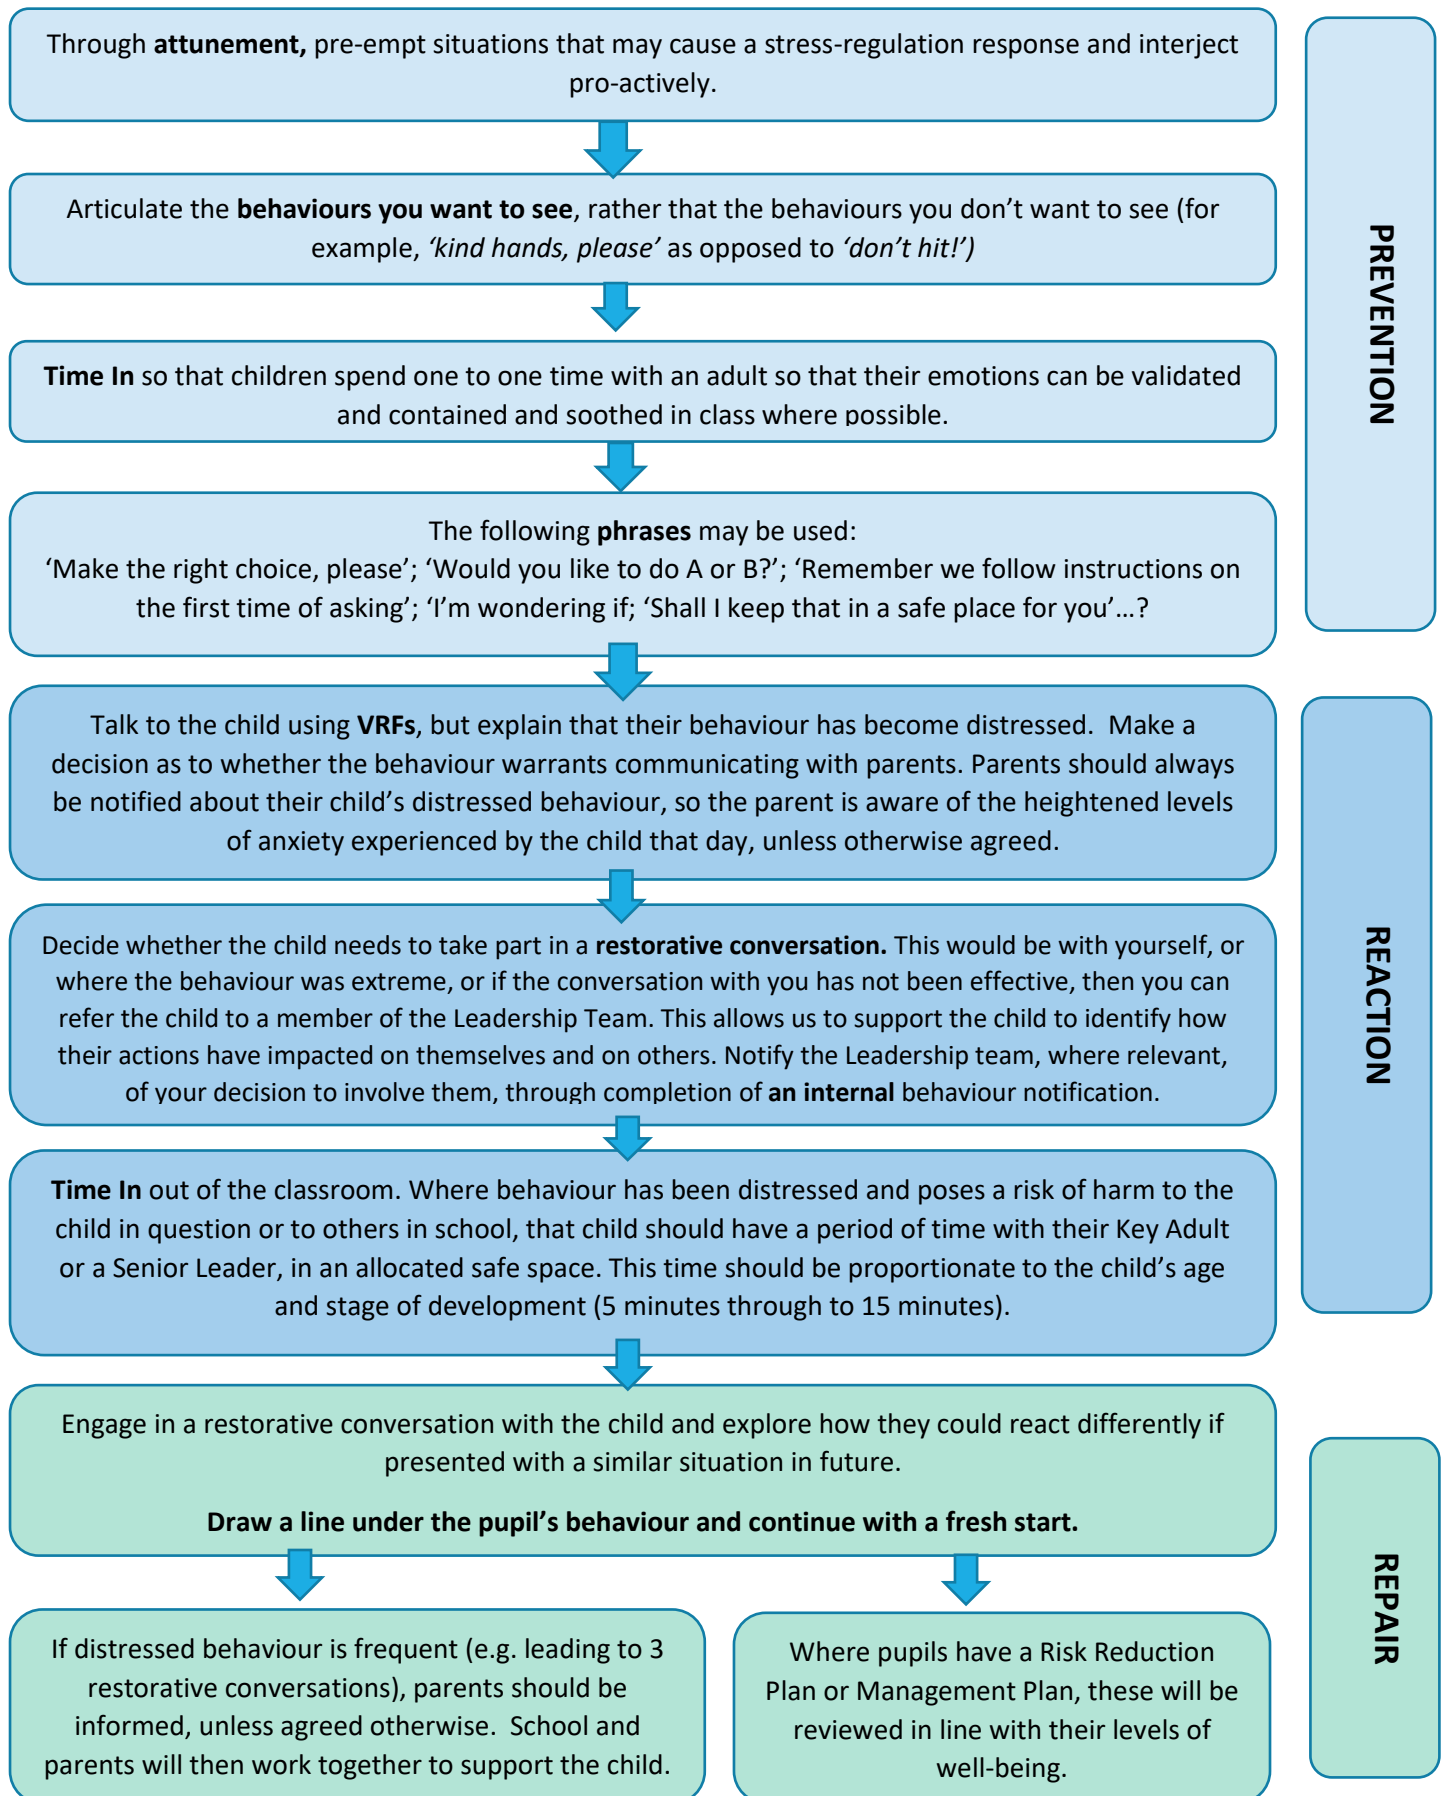 Through attunement, pre-empt situations that may cause a stress-regulation response and interject
pro-actively.
Articulate the behaviours you want to see, rather that the behaviours you don’t want to see (for
example, ‘kind hands, please’ as opposed to ‘don’t hit!’)
Time In so that children spend one to one time with an adult so that their emotions can be validated
and contained and soothed in class where possible.
The following phrases may be used:
‘Make the right choice, please’; ‘Would you like to do A or B?’; ‘Remember we follow instructions on
the first time of asking’; ‘I’m wondering if; ‘Shall I keep that in a safe place for you’…?
PREVENTION
Talk to the child using VRFs, but explain that their behaviour has become distressed.  Make a
decision as to whether the behaviour warrants communicating with parents. Parents should always
be notified about their child’s distressed behaviour, so the parent is aware of the heightened levels
of anxiety experienced by the child that day, unless otherwise agreed.
Decide whether the child needs to take part in a restorative conversation. This would be with yourself, or
where the behaviour was extreme, or if the conversation with you has not been effective, then you can
refer the child to a member of the Leadership Team. This allows us to support the child to identify how
their actions have impacted on themselves and on others. Notify the Leadership team, where relevant,
of your decision to involve them, through completion of an internal behaviour notification.
Time In out of the classroom. Where behaviour has been distressed and poses a risk of harm to the
child in question or to others in school, that child should have a period of time with their Key Adult
or a Senior Leader, in an allocated safe space. This time should be proportionate to the child’s age
and stage of development (5 minutes through to 15 minutes).
REACTION
Engage in a restorative conversation with the child and explore how they could react differently if
presented with a similar situation in future.
Draw a line under the pupil’s behaviour and continue with a fresh start.
If distressed behaviour is frequent (e.g. leading to 3
restorative conversations), parents should be
informed, unless agreed otherwise.  School and
parents will then work together to support the child.
Where pupils have a Risk Reduction
Plan or Management Plan, these will be
reviewed in line with their levels of
well-being.
REPAIR